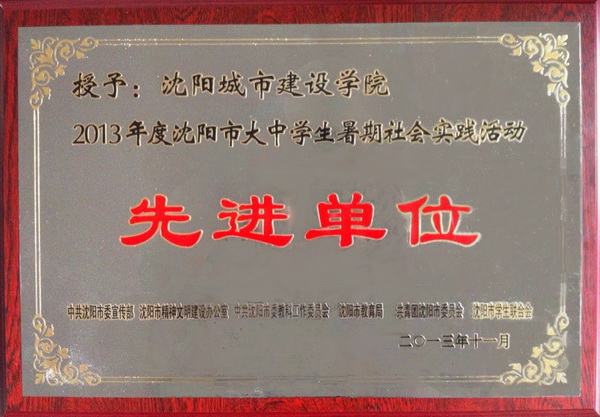 授予：沈阳城市建设学院
2013年度沈阳市大中学生暑期社会实践活动
先进单位
中共沈阳市委宣传部 沈阳市精神文明建设办公室 中共沈阳市委教科工作委员会 沈阳市教育局 共青团沈阳市委员会 沈阳市学生联合会
二〇一三年十一月